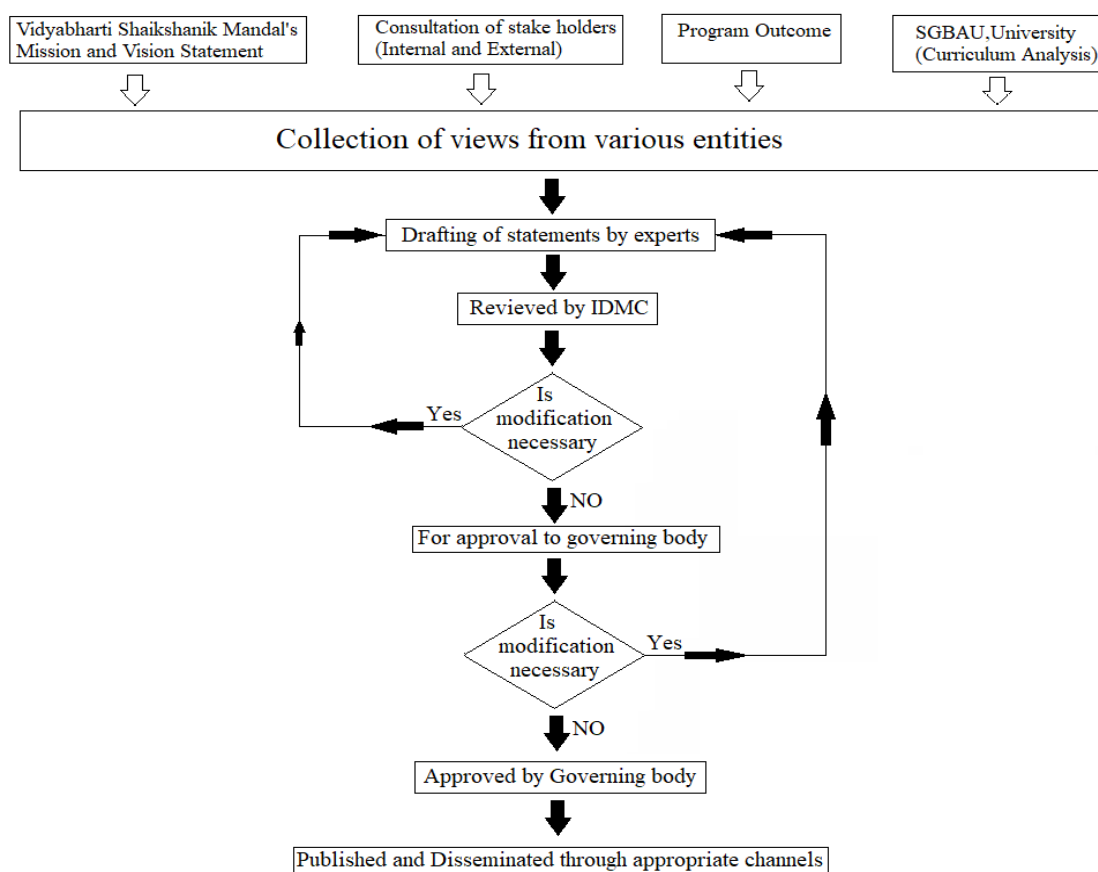 Vidyabharti Shaikshanik Mandal's
Mission and Vision Statement
Consultation of stake holders
(Internal and External)
Program Outcome
SGBAU,University
(Curriculum Analysis)
Collection of views from various entities
Drafting of statements by experts
Revieved by IDMC
Is
modification
necessary
Yes
NO
For approval to governing body
Is
modification
necessary
Yes
NO
Approved by Governing body
Published and Disseminated through appropriate channels